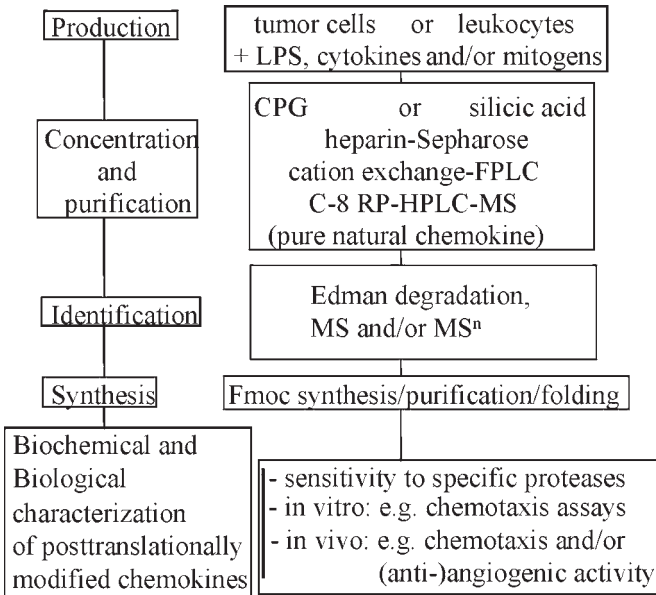 Production
tumor cells or leukocytes
+ LPS, cytokines and/or mitogens
Concentration
and
purification
CPG or silicic acid
heparin-Sepharose
cation exchange-FPLC
C-8 RP-HPLC-MS
(pure natural chemokine)
Identification
Edman degradation,
MS and/or MSⁿ
Synthesis
Fmoc synthesis/purification/folding
Biochemical and
Biological
characterization
of posttranslationally
modified chemokines
- sensitivity to specific proteases
- in vitro: e.g. chemotaxis assays
- in vivo: e.g. chemotaxis and/or
(anti-)angiogenic activity